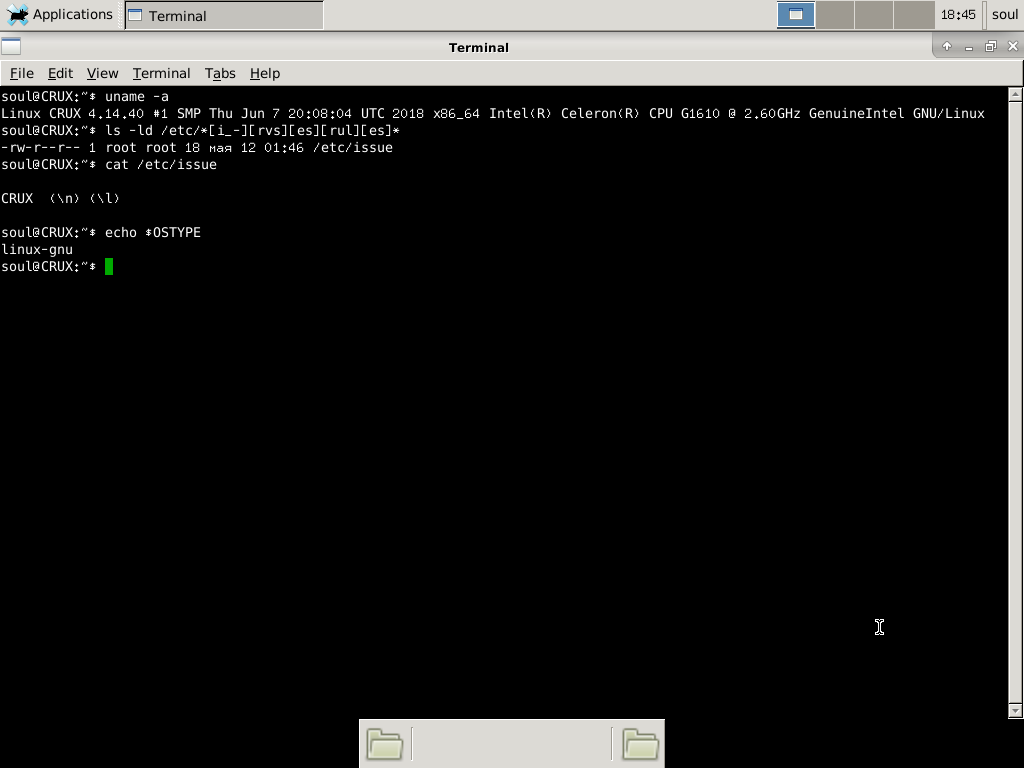 Applications Terminal 18:45 soul
Terminal
File Edit View Terminal Tabs Help
soul@CRUX:~$ uname -a
Linux CRUX 4.14.40 #1 SMP Thu Jun 7 20:08:04 UTC 2018 x86_64 Intel(R) Celeron(R) CPU G1610 @ 2.60GHz GenuineIntel GNU/Linux
soul@CRUX:~$ ls -ld /etc/*[i_-][rvs][es][rul][es]*
-rw-r--r-- 1 root root 18 мая 12 01:46 /etc/issue
soul@CRUX:~$ cat /etc/issue
CRUX  (\n) (\l)
soul@CRUX:~$ echo $OSTYPE
linux-gnu
soul@CRUX:~$